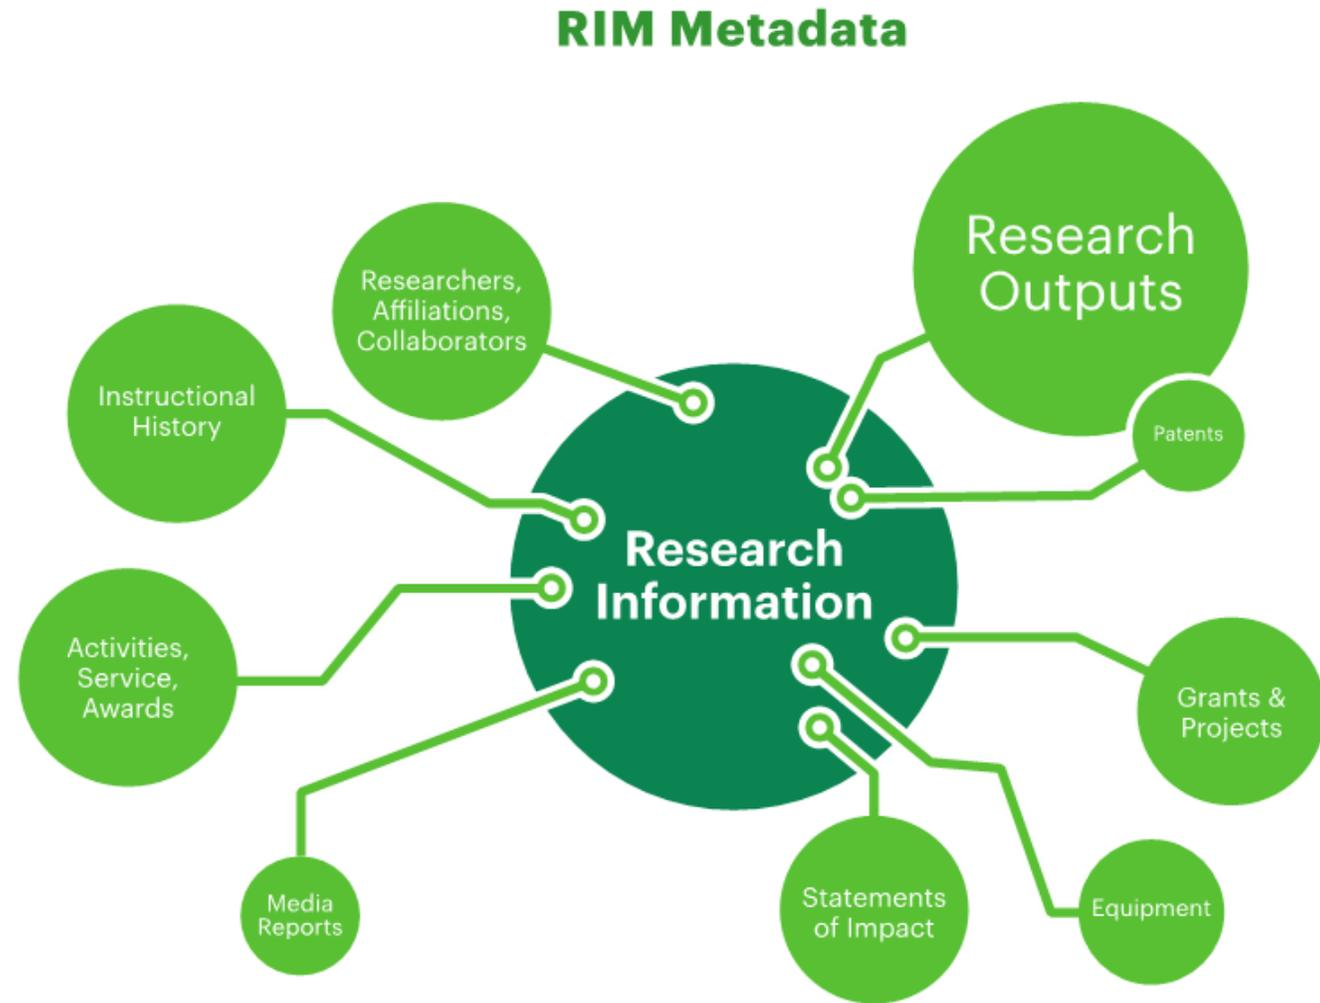 RIM Metadata
Research
Outputs
Researchers,
Affiliations,
Collaborators
Instructional
History
Patents
Research
Information
Activities,
Service,
Awards
Grants &
Projects
Media
Reports
Statements
of Impact
Equipment